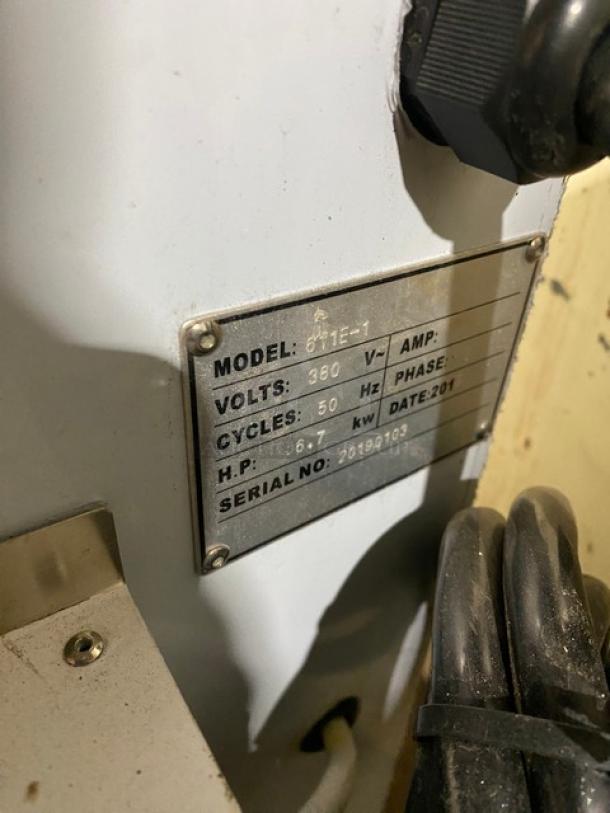 MODEL: 611E-1
VOLTS: 380 V~ AMP:
CYCLES: 50 Hz PHASE:
H.P: 6.7 kw DATE:201
SERIAL NO: 20190103